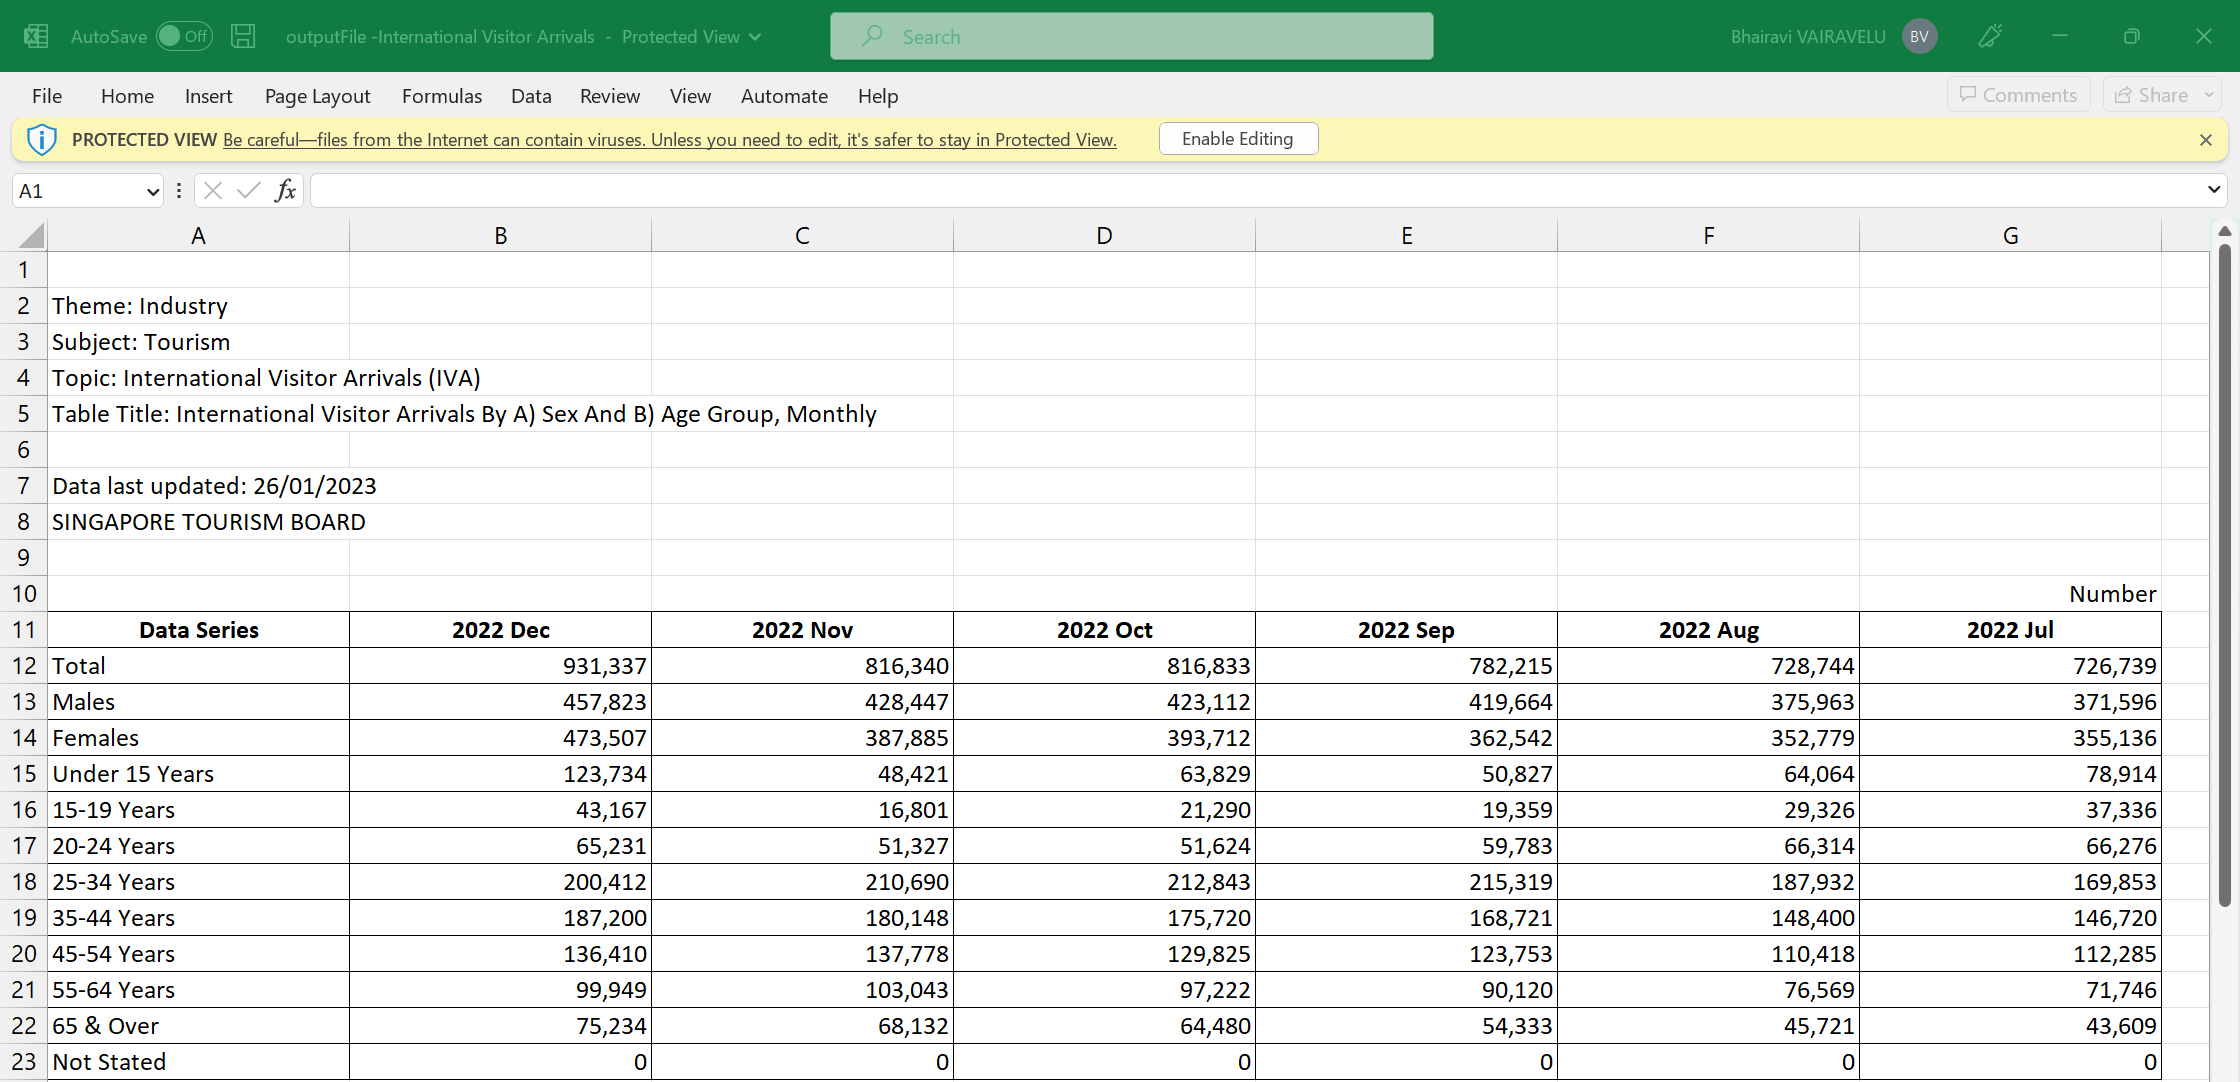 AutoSave Off outputFile -International Visitor Arrivals - Protected View Search Bhairavi VAIRAVELU BV
File Home Insert Page Layout Formulas Data Review View Automate Help Comments Share
PROTECTED VIEW Be careful—files from the Internet can contain viruses. Unless you need to edit, it's safer to stay in Protected View. Enable Editing
A1 fx
A B C D E F G
1
2 Theme: Industry
3 Subject: Tourism
4 Topic: International Visitor Arrivals (IVA)
5 Table Title: International Visitor Arrivals By A) Sex And B) Age Group, Monthly
6
7 Data last updated: 26/01/2023
8 SINGAPORE TOURISM BOARD
9
10 Number
11 Data Series 2022 Dec 2022 Nov 2022 Oct 2022 Sep 2022 Aug 2022 Jul
12 Total 931,337 816,340 816,833 782,215 728,744 726,739
13 Males 457,823 428,447 423,112 419,664 375,963 371,596
14 Females 473,507 387,885 393,712 362,542 352,779 355,136
15 Under 15 Years 123,734 48,421 63,829 50,827 64,064 78,914
16 15-19 Years 43,167 16,801 21,290 19,359 29,326 37,336
17 20-24 Years 65,231 51,327 51,624 59,783 66,314 66,276
18 25-34 Years 200,412 210,690 212,843 215,319 187,932 169,853
19 35-44 Years 187,200 180,148 175,720 168,721 148,400 146,720
20 45-54 Years 136,410 137,778 129,825 123,753 110,418 112,285
21 55-64 Years 99,949 103,043 97,222 90,120 76,569 71,746
22 65 & Over 75,234 68,132 64,480 54,333 45,721 43,609
23 Not Stated 0 0 0 0 0 0